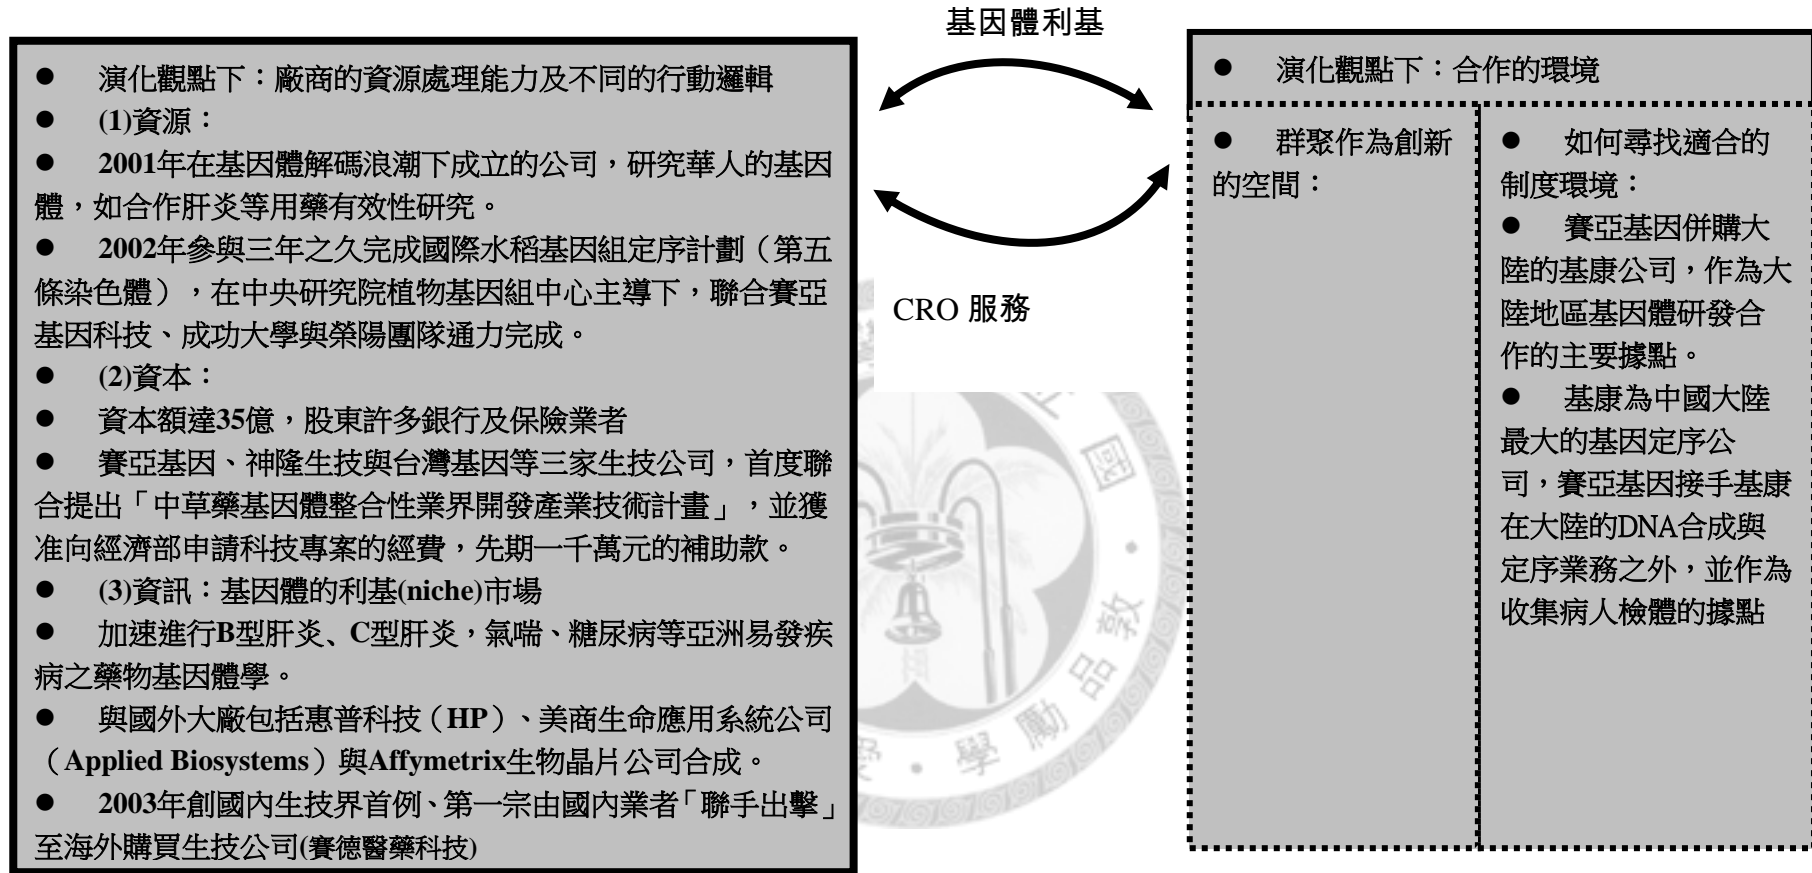 基因體利基
● 演化觀點下：廠商的資源處理能力及不同的行動邏輯
● (1)資源：
● 2001年在基因體解碼浪潮下成立的公司，研究華人的基因
體，如合作肝炎等用藥有效性研究。
● 2002年參與三年之久完成國際水稻基因組定序計劃（第五
條染色體），在中央研究院植物基因組中心主導下，聯合賽亞
基因科技、成功大學與榮陽團隊通力完成。
● (2)資本：
● 資本額達35億，股東許多銀行及保險業者
● 賽亞基因、神隆生技與台灣基因等三家生技公司，首度聯
合提出「中草藥基因體整合性業界開發產業技術計畫」，並獲
准向經濟部申請科技專案的經費，先期一千萬元的補助款。
● (3)資訊：基因體的利基(niche)市場
● 加速進行B型肝炎、C型肝炎，氣喘、糖尿病等亞洲易發疾
病之藥物基因體學。
● 與國外大廠包括惠普科技（HP）、美商生命應用系統公司
（Applied Biosystems）與Affymetrix生物晶片公司合成。
● 2003年創國內生技界首例、第一宗由國內業者「聯手出擊」
至海外購買生技公司(賽德醫藥科技)
CRO 服務
● 演化觀點下：合作的環境
● 群聚作為創新
的空間：
● 如何尋找適合的
制度環境：
● 賽亞基因併購大
陸的基康公司，作為大
陸地區基因體研發合
作的主要據點。
● 基康為中國大陸
最大的基因定序公
司，賽亞基因接手基康
在大陸的DNA合成與
定序業務之外，並作為
收集病人檢體的據點
國
學
勵
品
敦